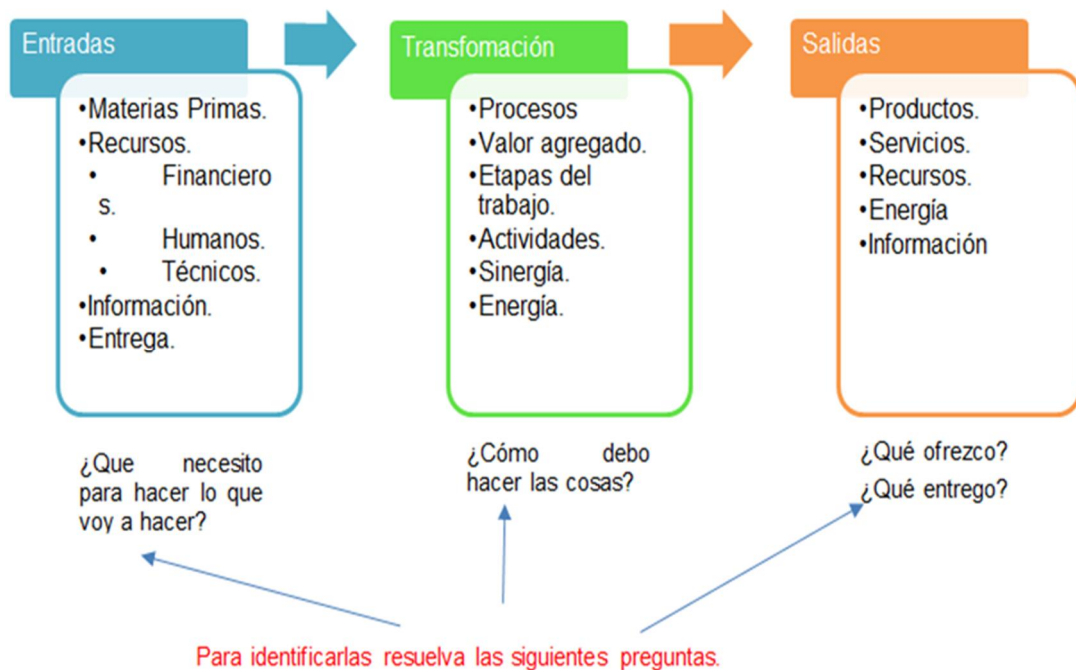 Entradas
•Materias Primas.
•Recursos.
• Financiero
s.
• Humanos.
• Técnicos.
•Información.
•Entrega.
Transfomación
•Procesos
•Valor agregado.
•Etapas del
trabajo.
•Actividades.
•Sinergía.
•Energía.
Salidas
•Productos.
•Servicios.
•Recursos.
•Energía
•Información
¿Que necesito
para hacer lo que
voy a hacer?
¿Cómo debo
hacer las cosas?
¿Qué ofrezco?
¿Qué entrego?
Para identificarlas resuelva las siguientes preguntas.